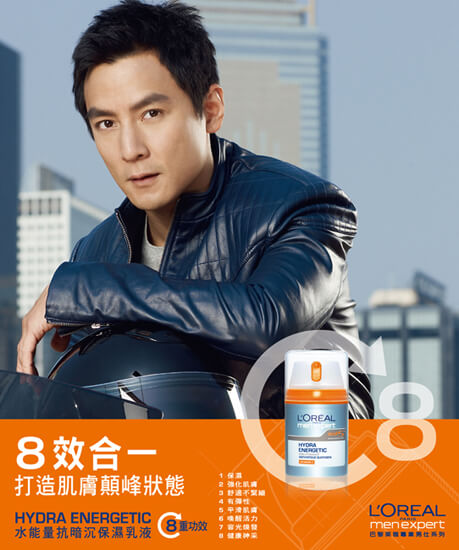 8
L'ORÉAL
men expert
HYDRA
ENERGETIC
8效合一
打造肌膚顛峰狀態
HYDRA ENERGETIC
水能量抗暗沉保濕乳液
8重功效
1 保濕
2 強化肌膚
3 舒適不緊繃
4 有彈性
5 平滑肌膚
6 喚醒活力
7 容光煥發
8 健康神采
L'ORÉAL
PARIS
men expert
巴黎萊雅專業男仕系列